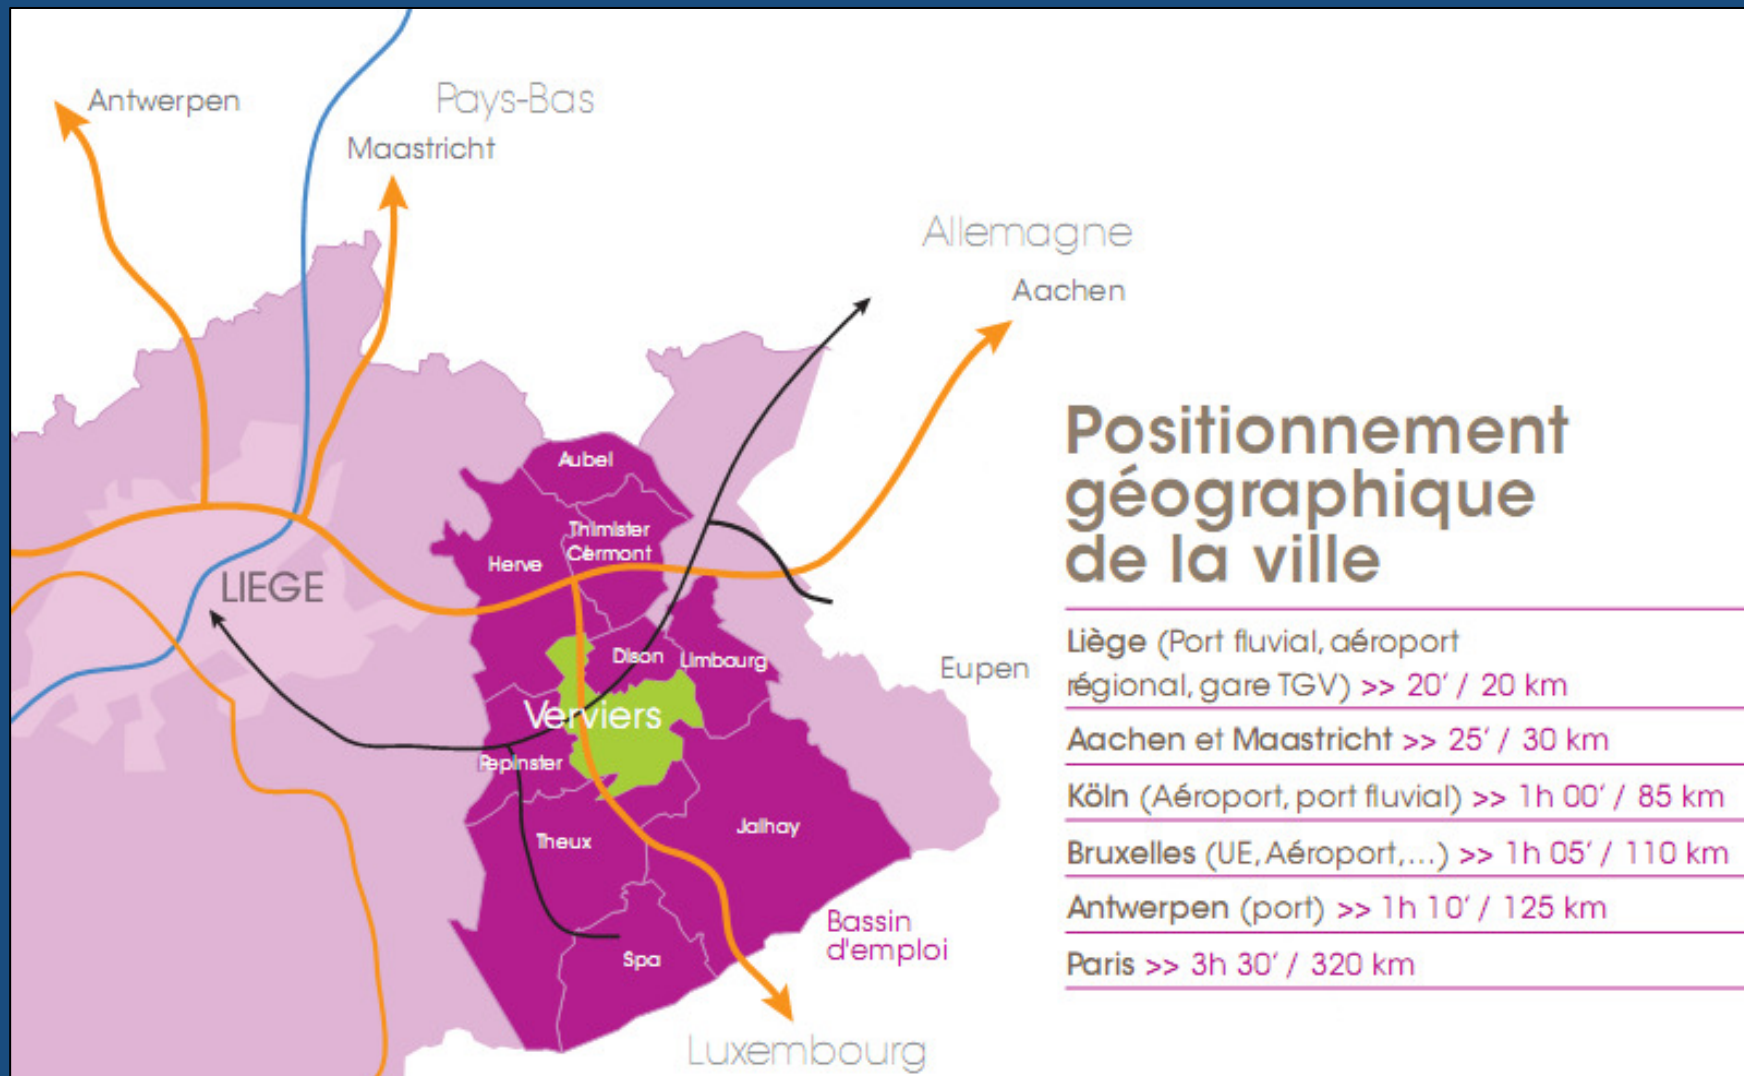 Antwerpen
Pays-Bas
Maastricht
Allemagne
Aachen
Aubel
Thimister
Clermont
Herve
LIEGE
Dison
Limbourg
Eupen
Verviers
Pepinster
Theux
Jalhay
Spa
Bassin
d'emploi
Luxembourg
Positionnement
géographique
de la ville
Liège (Port fluvial, aéroport
régional, gare TGV) >> 20' / 20 km
Aachen et Maastricht >> 25' / 30 km
Köln (Aéroport, port fluvial) >> 1h 00' / 85 km
Bruxelles (UE, Aéroport,...) >> 1h 05' / 110 km
Antwerpen (port) >> 1h 10' / 125 km
Paris >> 3h 30' / 320 km